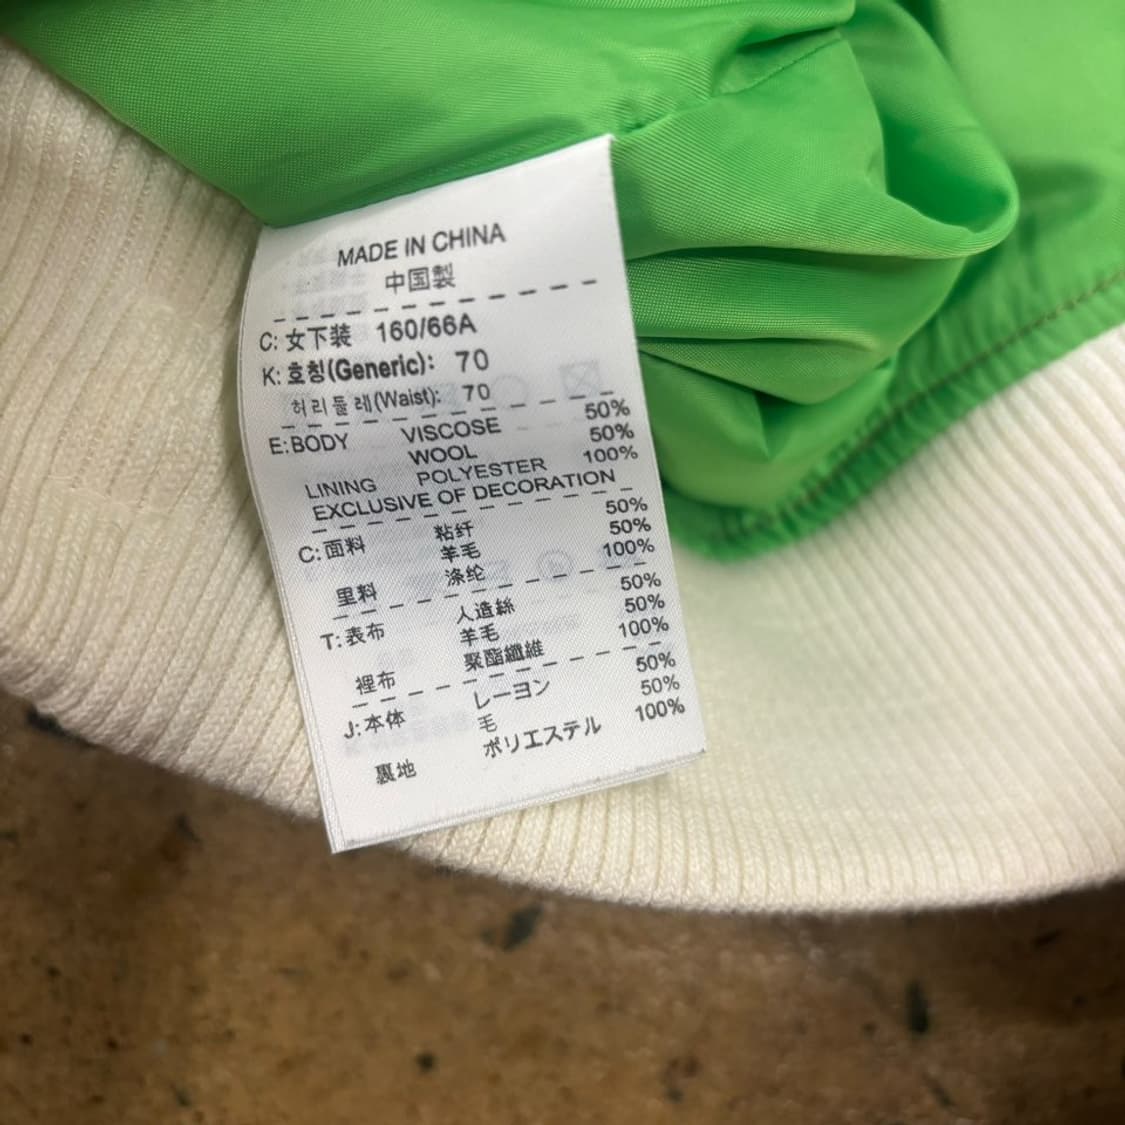 MADE IN CHINA
中国製
C: 女下装 160/66A
K: 호칭(Generic): 70
허리둘레(Waist): 70
E:BODY VISCOSE 50%
WOOL 50%
LINING POLYESTER 100%
EXCLUSIVE OF DECORATION
C:面料 粘纤 50%
羊毛 50%
里料 涤纶 100%
T:表布 人造絲 50%
羊毛 50%
裡布 聚酯纖維 100%
J:本体 レーヨン 50%
毛 50%
裏地 ポリエステル 100%